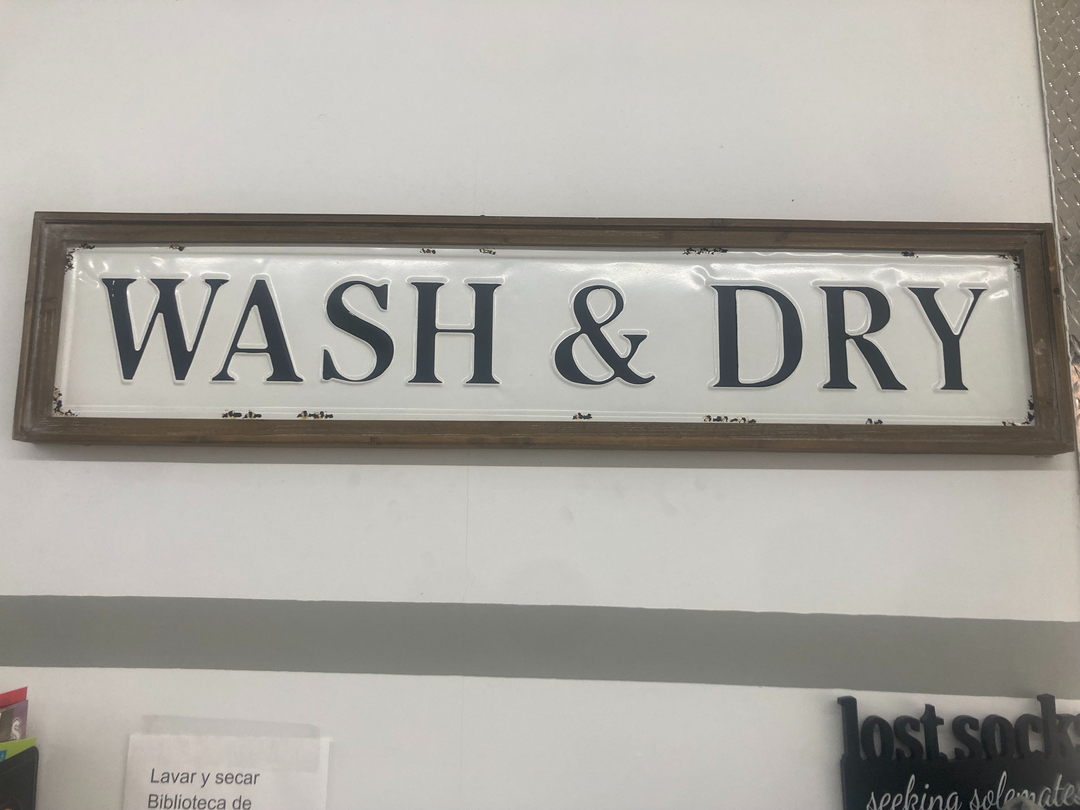 WASH & DRY
Lavar y secar
Biblioteca de
lost socks
seeking solemates